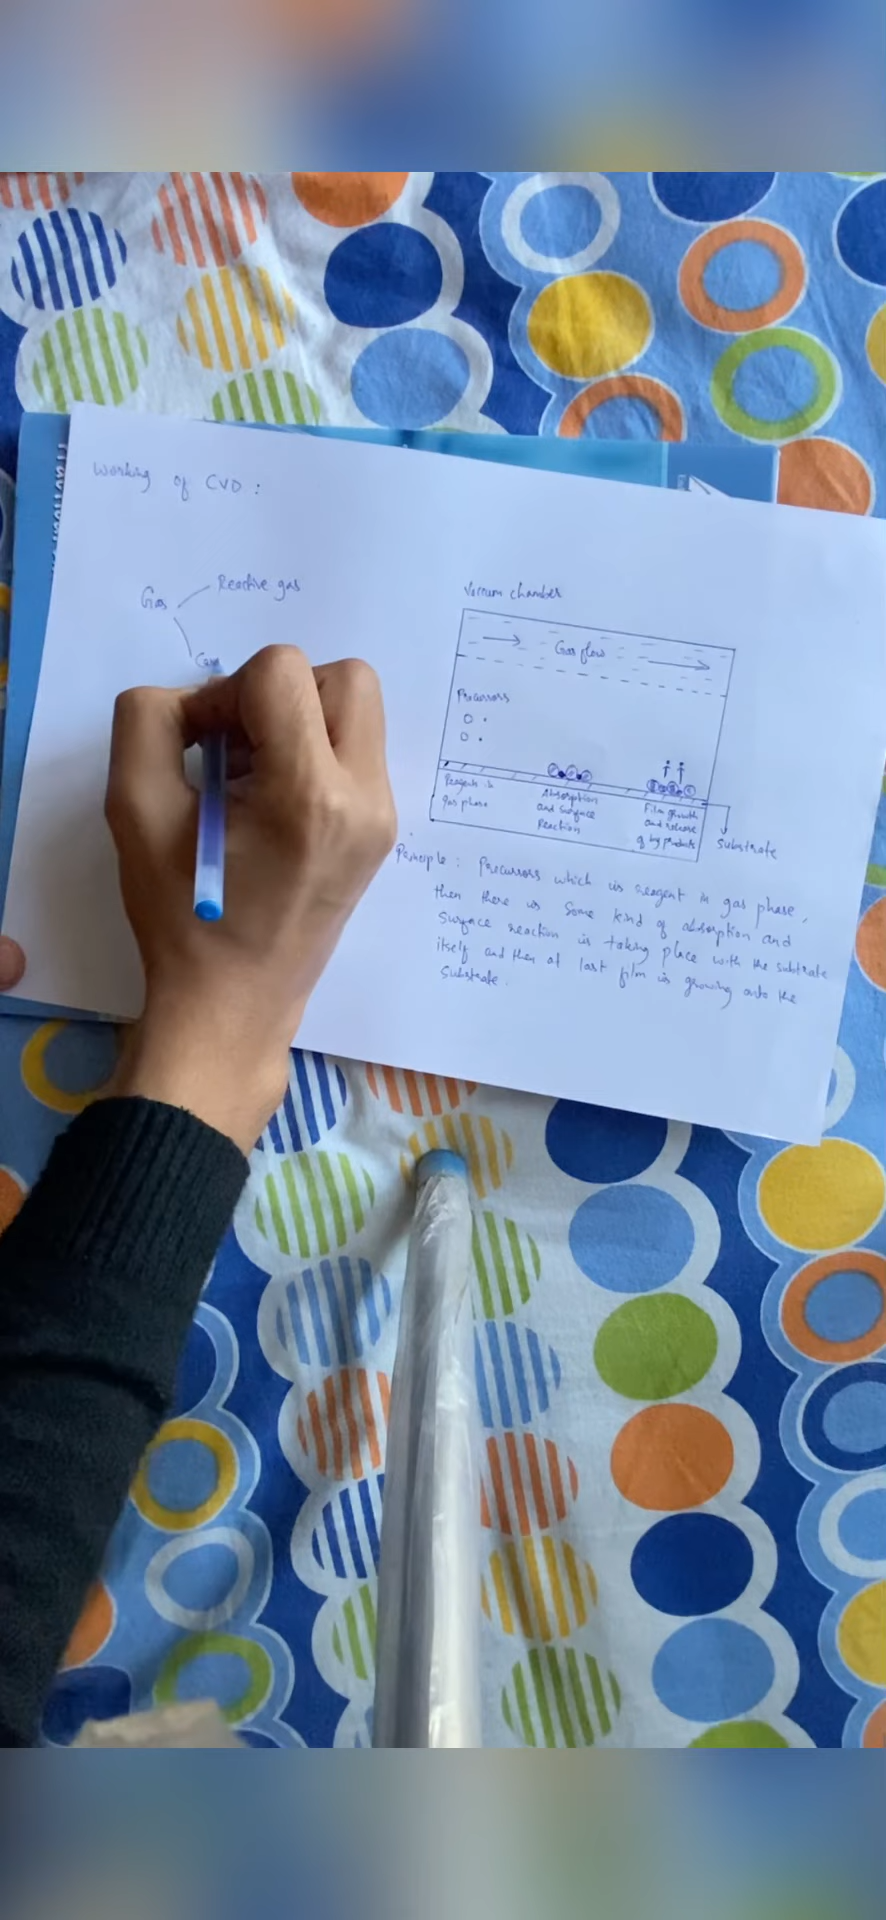 Working of CVD :
Gas
Reactive gas
Carr
Vaccum chamber
Gas flow
Precursors
Reagent in
gas phase
Absorption
and surface
Reaction
Film growth
and release
of by products
Substrate
Principle : Precursors which is reagent in gas phase,
then there is some kind of absorption and
surface reaction is taking place with the substrate
itself and then at last film is growing onto the
substrate.